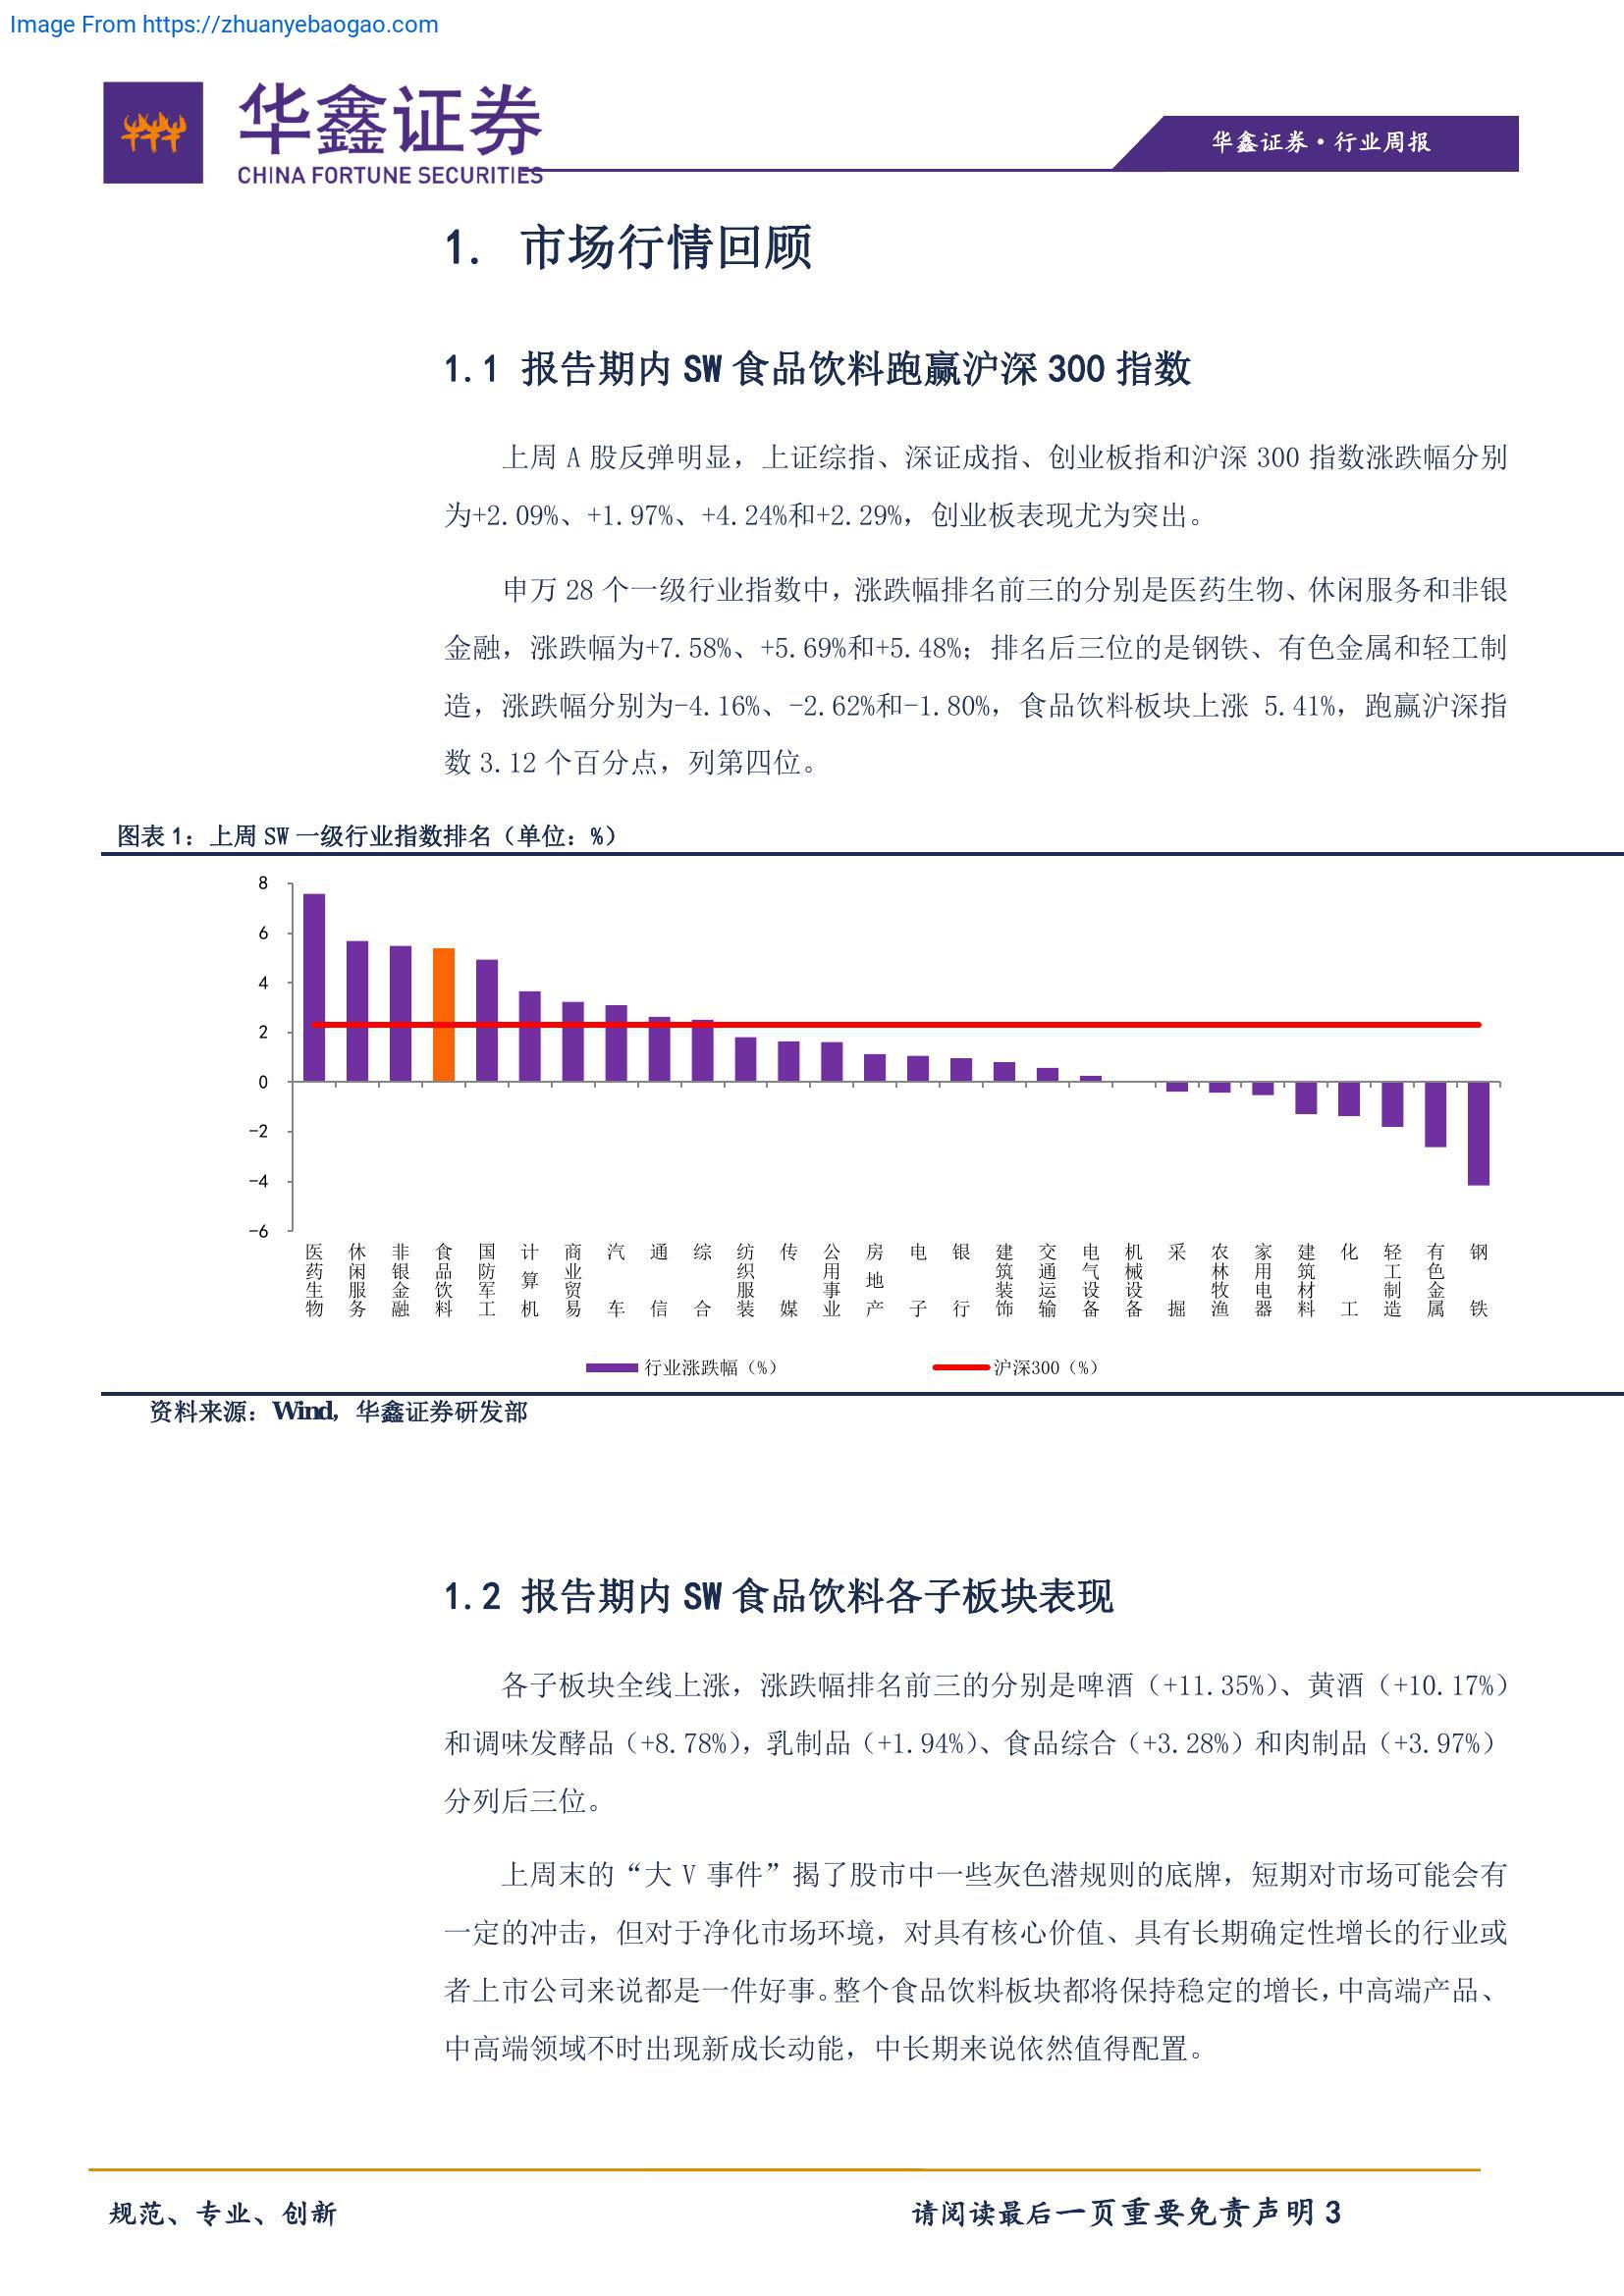 Image From https://zhuanyebaogao.com
华鑫证券
CHINA FORTUNE SECURITIES
华鑫证券·行业周报
1. 市场行情回顾
1.1 报告期内 SW 食品饮料跑赢沪深 300 指数
上周 A 股反弹明显，上证综指、深证成指、创业板指和沪深 300 指数涨跌幅分别
为+2.09%、+1.97%、+4.24%和+2.29%，创业板表现尤为突出。
申万 28 个一级行业指数中，涨跌幅排名前三的分别是医药生物、休闲服务和非银
金融，涨跌幅为+7.58%、+5.69%和+5.48%；排名后三位的是钢铁、有色金属和轻工制
造，涨跌幅分别为-4.16%、-2.62%和-1.80%，食品饮料板块上涨 5.41%，跑赢沪深指
数 3.12 个百分点，列第四位。
图表 1：上周 SW 一级行业指数排名（单位：%）
8
6
4
2
0
-2
-4
-6
医药生物
休闲服务
非银金融
食品饮料
国防军工
计算机
商业贸易
汽车
通信
综合
纺织服装
传媒
公用事业
房地产
电子
银行
建筑装饰
交通运输
电气设备
机械设备
采掘
农林牧渔
家用电器
建筑材料
化工
轻工制造
有色金属
钢铁
行业涨跌幅（%）
沪深300（%）
资料来源：Wind，华鑫证券研发部
1.2 报告期内 SW 食品饮料各子板块表现
各子板块全线上涨，涨跌幅排名前三的分别是啤酒（+11.35%）、黄酒（+10.17%）
和调味发酵品（+8.78%），乳制品（+1.94%）、食品综合（+3.28%）和肉制品（+3.97%）
分列后三位。
上周末的“大 V 事件”揭了股市中一些灰色潜规则的底牌，短期对市场可能会有
一定的冲击，但对于净化市场环境，对具有核心价值、具有长期确定性增长的行业或
者上市公司来说都是一件好事。整个食品饮料板块都将保持稳定的增长，中高端产品、
中高端领域不时出现新成长动能，中长期来说依然值得配置。
规范、专业、创新
请阅读最后一页重要免责声明 3